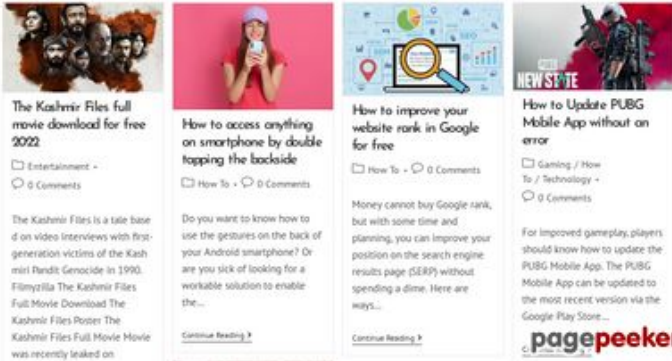 The Kashmir Files full
movie download for free
2022
Entertainment -
0 Comments
The Kashmir Files is a tale base
d on video interviews with first-
generation victims of the Kash
miri Pandit Genocide in 1990.
Filmyzilla The Kashmir Files
Full Movie Download The
Kashmir Files Poster The
Kashmir Files Full Movie Movie
was recently leaked on
How to access anything
on smartphone by double
tapping the backside
How To - 0 Comments
Do you want to know how to
use the gestures on the back of
your Android smartphone? Or
are you sick of looking for a
workable solution to enable
the...
Continue Reading >
SEO
How to improve your
website rank in Google
for free
How To - 0 Comments
Money cannot buy Google rank,
but with some time and
planning, you can improve your
position on the search engine
results page (SERP) without
spending a dime. Here are
ways...
Continue Reading >
PUBG
NEW STATE
How to Update PUBG
Mobile App without an
error
Gaming / How
To / Technology -
0 Comments
For improved gameplay, players
should know how to update the
PUBG Mobile App. The PUBG
Mobile App can be updated to
the most recent version via the
Google Play Store...
pagepeeke